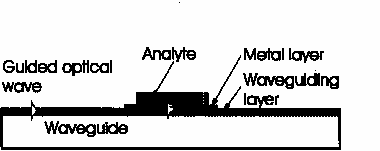 Analyte
Metal layer
Guided optical
wave
Waveguiding
layer
Waveguide